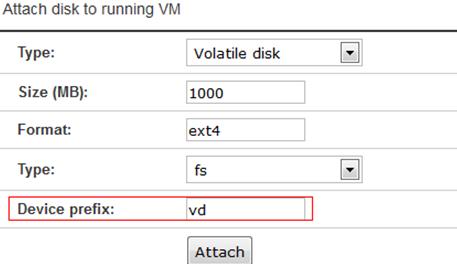 Attach disk to running VM
Type: Volatile disk
Size (MB): 1000
Format: ext4
Type: fs
Device prefix: vd
Attach